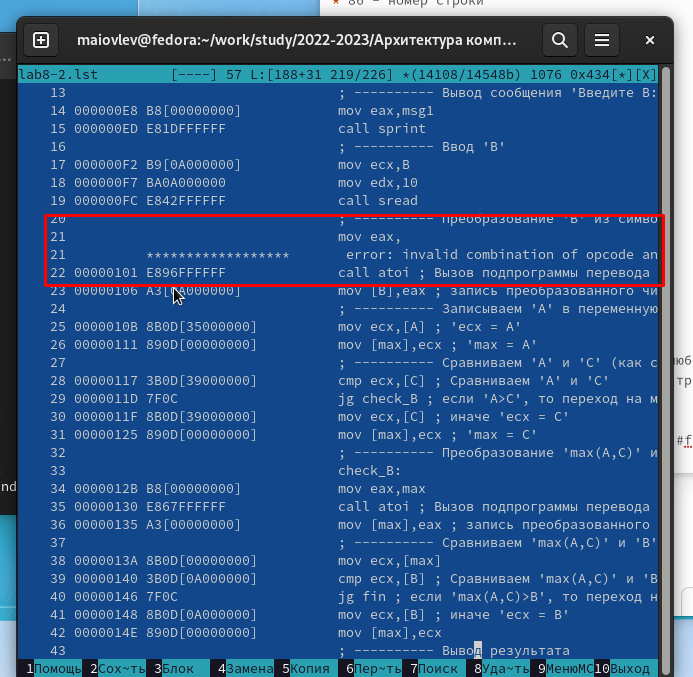 * 86 – номер строки
maiovlev@fedora:~/work/study/2022-2023/Архитектура комп...
lab8-2.lst [----] 57 L:[188+31 219/226] *(14108/14548b) 1076 0x434[*][X]
13 ; ---------- Вывод сообщения 'Введите B:
14 000000E8 B8[00000000] mov eax,msg1
15 000000ED E81DFFFFFF call sprint
16 ; ---------- Ввод 'B'
17 000000F2 B9[0A000000] mov ecx,B
18 000000F7 BA0A000000 mov edx,10
19 000000FC E842FFFFFF call sread
20 ; ---------- Преобразование 'B' из симво
21 mov eax,
21 ****************** error: invalid combination of opcode an
22 00000101 E896FFFFFF call atoi ; Вызов подпрограммы перевода
23 00000106 A3[0A000000] mov [B],eax ; запись преобразованного чи
24 ; ---------- Записываем 'A' в переменную
25 0000010B 8B0D[35000000] mov ecx,[A] ; 'ecx = A'
26 00000111 890D[00000000] mov [max],ecx ; 'max = A'
27 ; ---------- Сравниваем 'A' и 'C' (как с
28 00000117 3B0D[39000000] cmp ecx,[C] ; Сравниваем 'A' и 'C'
29 0000011D 7F0C jg check_B ; если 'A>C', то переход на м
30 0000011F 8B0D[39000000] mov ecx,[C] ; иначе 'ecx = C'
31 00000125 890D[00000000] mov [max],ecx ; 'max = C'
32 ; ---------- Преобразование 'max(A,C)' и
33 check_B:
34 0000012B B8[00000000] mov eax,max
35 00000130 E867FFFFFF call atoi ; Вызов подпрограммы перевода
36 00000135 A3[00000000] mov [max],eax ; запись преобразованного
37 ; ---------- Сравниваем 'max(A,C)' и 'B'
38 0000013A 8B0D[00000000] mov ecx,[max]
39 00000140 3B0D[0A000000] cmp ecx,[B] ; Сравниваем 'max(A,C)' и 'B
40 00000146 7F0C jg fin ; если 'max(A,C)>B', то переход н
41 00000148 8B0D[0A000000] mov ecx,[B] ; иначе 'ecx = B'
42 0000014E 890D[00000000] mov [max],ecx
43 ; ---------- Вывод результата
1Помощь 2Сох~ть 3Блок 4Замена 5Копия 6Пер~ть 7Поиск 8Уда~ть 9МенюMC 10Выход